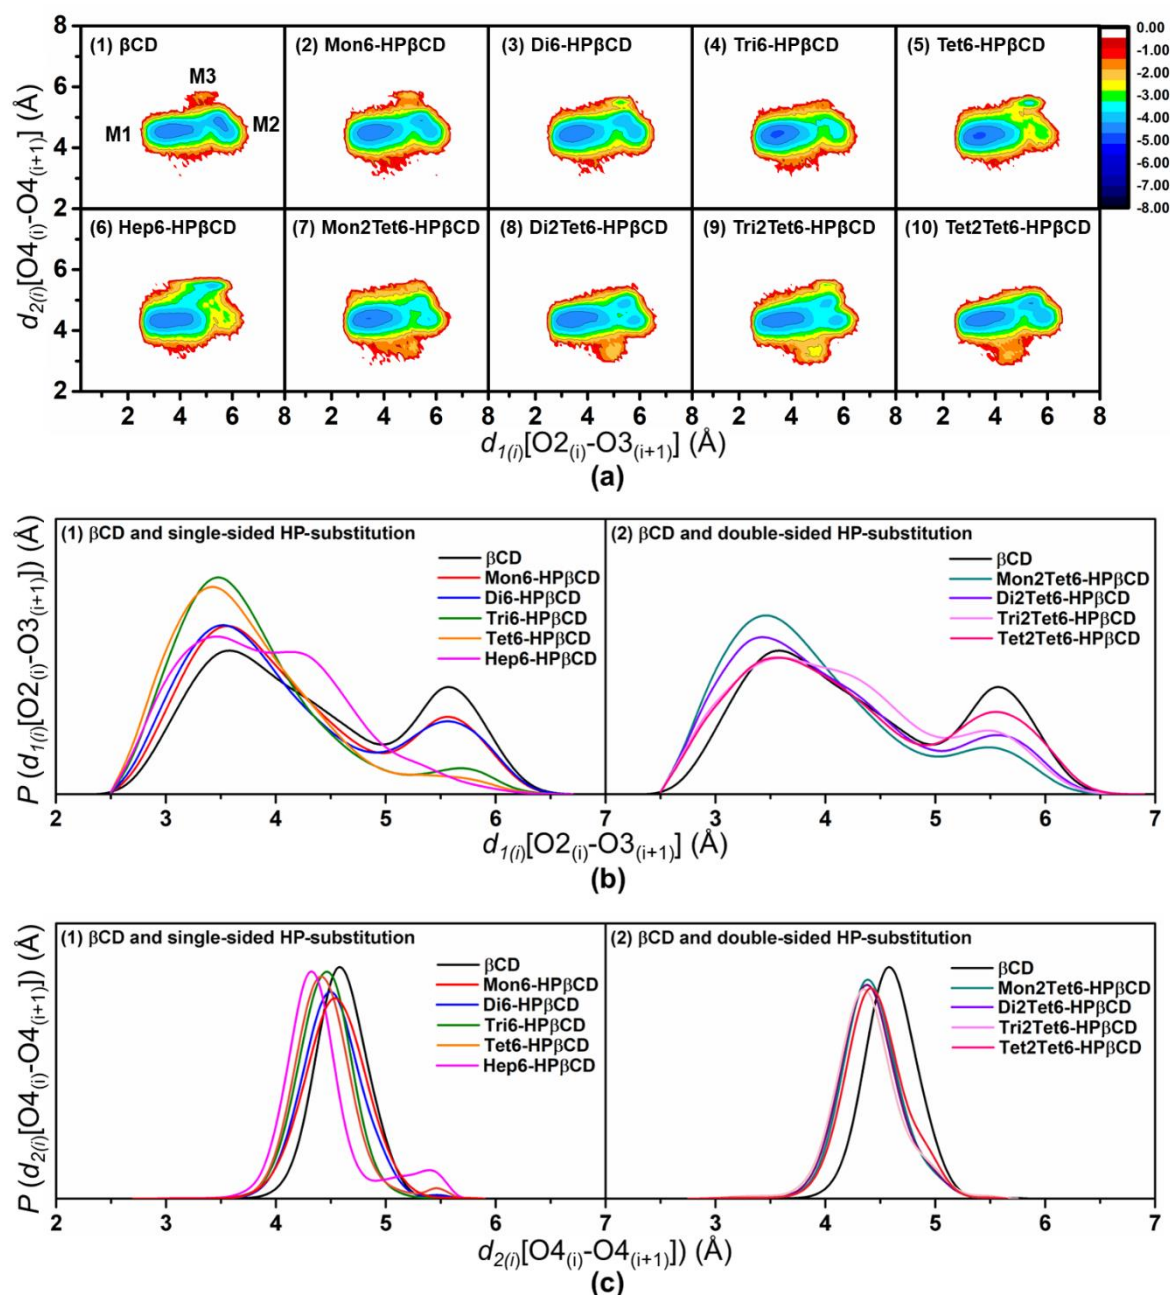 (1) βCD
(2) Mon6-HPβCD
(3) Di6-HPβCD
(4) Tri6-HPβCD
(5) Tet6-HPβCD
M1
M2
M3
(6) Hep6-HPβCD
(7) Mon2Tet6-HPβCD
(8) Di2Tet6-HPβCD
(9) Tri2Tet6-HPβCD
(10) Tet2Tet6-HPβCD
0.00
-1.00
-2.00
-3.00
-4.00
-5.00
-6.00
-7.00
-8.00
8
6
4
2
6
4
2
d2(i)[O4(i)-O4(i+1)] (Å)
2 4 6 8 2 4 6 8 2 4 6 8 2 4 6 8 2 4 6 8
d1(i)[O2(i)-O3(i+1)] (Å)
(a)
(1) βCD and single-sided HP-substitution
βCD
Mon6-HPβCD
Di6-HPβCD
Tri6-HPβCD
Tet6-HPβCD
Hep6-HPβCD
(2) βCD and double-sided HP-substitution
βCD
Mon2Tet6-HPβCD
Di2Tet6-HPβCD
Tri2Tet6-HPβCD
Tet2Tet6-HPβCD
P (d1(i)[O2(i)-O3(i+1)]) (Å)
2 3 4 5 6 7 3 4 5 6 7
d1(i)[O2(i)-O3(i+1)] (Å)
(b)
(1) βCD and single-sided HP-substitution
βCD
Mon6-HPβCD
Di6-HPβCD
Tri6-HPβCD
Tet6-HPβCD
Hep6-HPβCD
(2) βCD and double-sided HP-substitution
βCD
Mon2Tet6-HPβCD
Di2Tet6-HPβCD
Tri2Tet6-HPβCD
Tet2Tet6-HPβCD
P (d2(i)[O4(i)-O4(i+1)]) (Å)
2 3 4 5 6 7 3 4 5 6 7
d2(i)[O4(i)-O4(i+1)]) (Å)
(c)